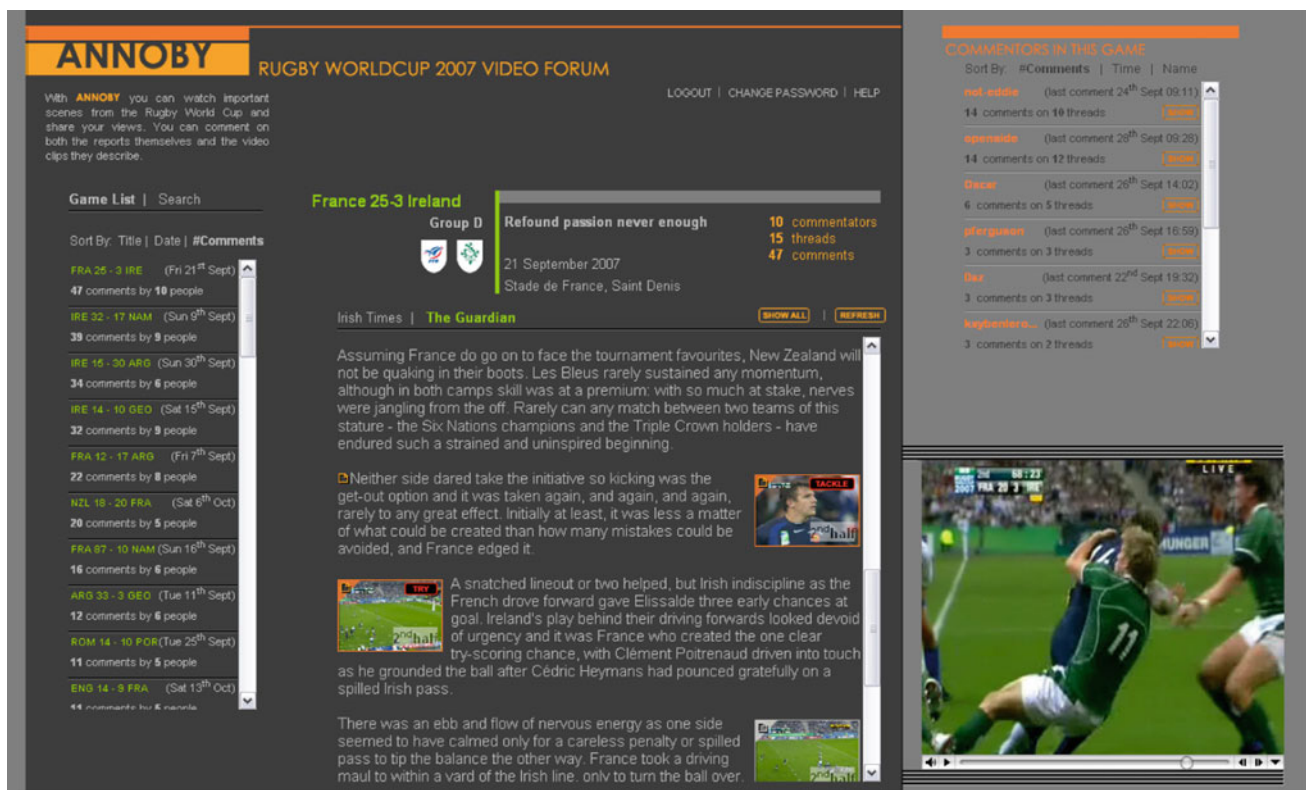 ANNOBY
RUGBY WORLDCUP 2007 VIDEO FORUM
With ANNOBY you can watch important
scenes from the Rugby World Cup and
share your views. You can comment on
both the reports themselves and the video
clips they describe.
LOGOUT | CHANGE PASSWORD | HELP
Game List | Search
Sort By: Title | Date | #Comments
FRA 25 - 3 IRE (Fri 21st Sept)
47 comments by 10 people
IRE 32 - 17 NAM (Sun 9th Sept)
39 comments by 9 people
IRE 15 - 30 ARG (Sun 30th Sept)
34 comments by 6 people
IRE 14 - 10 GEO (Sat 15th Sept)
32 comments by 9 people
FRA 12 - 17 ARG (Fri 7th Sept)
22 comments by 8 people
NZL 18 - 20 FRA (Sat 6th Oct)
20 comments by 5 people
FRA 87 - 10 NAM (Sun 16th Sept)
16 comments by 6 people
ARG 33 - 3 GEO (Tue 11th Sept)
12 comments by 6 people
ROM 14 - 10 POR(Tue 25th Sept)
11 comments by 5 people
ENG 14 - 9 FRA (Sat 13th Oct)
11 comments by 5 people
France 25-3 Ireland
Group D
Refound passion never enough
21 September 2007
Stade de France, Saint Denis
10 commentators
15 threads
47 comments
Irish Times | The Guardian
SHOW ALL | REFRESH
Assuming France do go on to face the tournament favourites, New Zealand will
not be quaking in their boots. Les Bleus rarely sustained any momentum,
although in both camps skill was at a premium: with so much at stake, nerves
were jangling from the off. Rarely can any match between two teams of this
stature - the Six Nations champions and the Triple Crown holders - have
endured such a strained and uninspired beginning.
Neither side dared take the initiative so kicking was the
get-out option and it was taken again, and again, and again,
rarely to any great effect. Initially at least, it was less a matter
of what could be created than how many mistakes could be
avoided, and France edged it.
TACKLE
2nd half
TRY
2nd half
A snatched lineout or two helped, but Irish indiscipline as the
French drove forward gave Elissalde three early chances at
goal. Ireland's play behind their driving forwards looked devoid
of urgency and it was France who created the one clear
try-scoring chance, with Clément Poitrenaud driven into touch
as he grounded the ball after Cédric Heymans had pounced gratefully on a
spilled Irish pass.
There was an ebb and flow of nervous energy as one side
seemed to have calmed only for a careless penalty or spilled
pass to tip the balance the other way. France took a driving
maul to within a yard of the Irish line, only to turn the ball over.
2nd half
COMMENTORS IN THIS GAME
Sort By: #Comments | Time | Name
not-eddie (last comment 24th Sept 09:11)
14 comments on 10 threads
SHOW
openside (last comment 28th Sept 09:28)
14 comments on 12 threads
SHOW
Oscar (last comment 26th Sept 14:02)
6 comments on 5 threads
SHOW
pferguson (last comment 26th Sept 16:59)
3 comments on 3 threads
SHOW
Dax (last comment 22nd Sept 19:32)
3 comments on 3 threads
SHOW
(last comment 26th Sept 22:06)
3 comments on 2 threads
SHOW
2nd 68:23
2007 FRA 20 3 IRE
LIVE
HUNGER
11